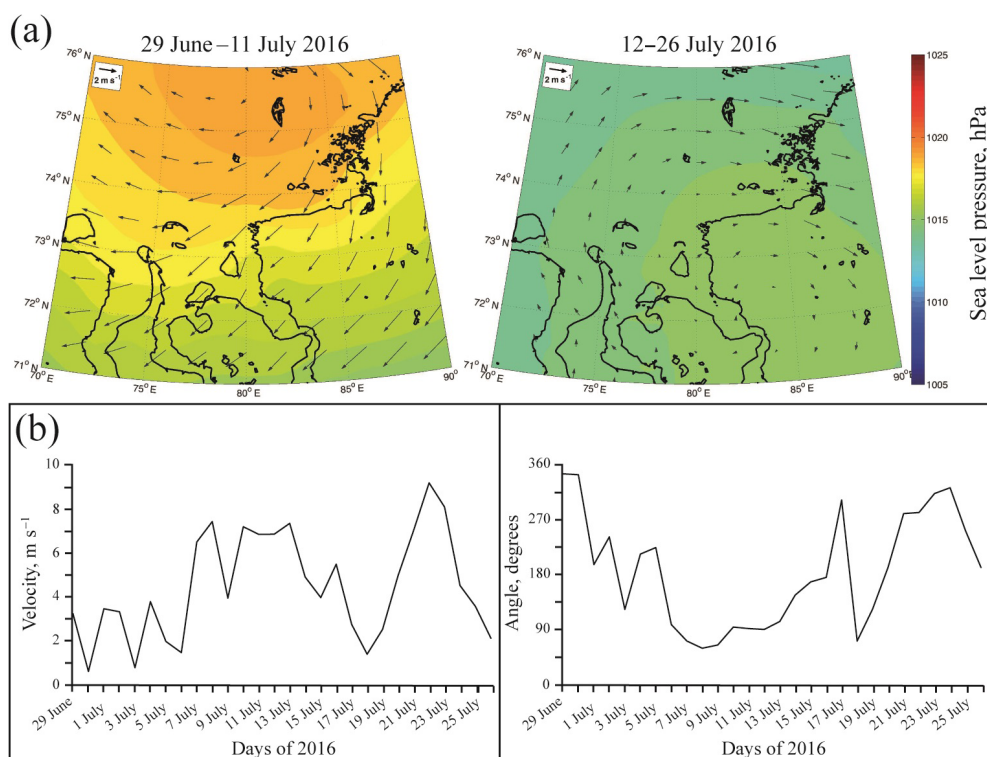 (a)
29 June–11 July 2016
12–26 July 2016
2 m s⁻¹
76° N
75° N
74° N
73° N
72° N
71° N
70° E
75° E
80° E
85° E
90° E
2 m s⁻¹
76° N
75° N
74° N
73° N
72° N
71° N
70° E
75° E
80° E
85° E
90° E
1025
1020
1015
1010
1005
Sea level pressure, hPa
(b)
Velocity, m s⁻¹
10
8
6
4
2
0
29 June
1 July
3 July
5 July
7 July
9 July
11 July
13 July
15 July
17 July
19 July
21 July
23 July
25 July
Days of 2016
Angle, degrees
360
270
180
90
0
29 June
1 July
3 July
5 July
7 July
9 July
11 July
13 July
15 July
17 July
19 July
21 July
23 July
25 July
Days of 2016